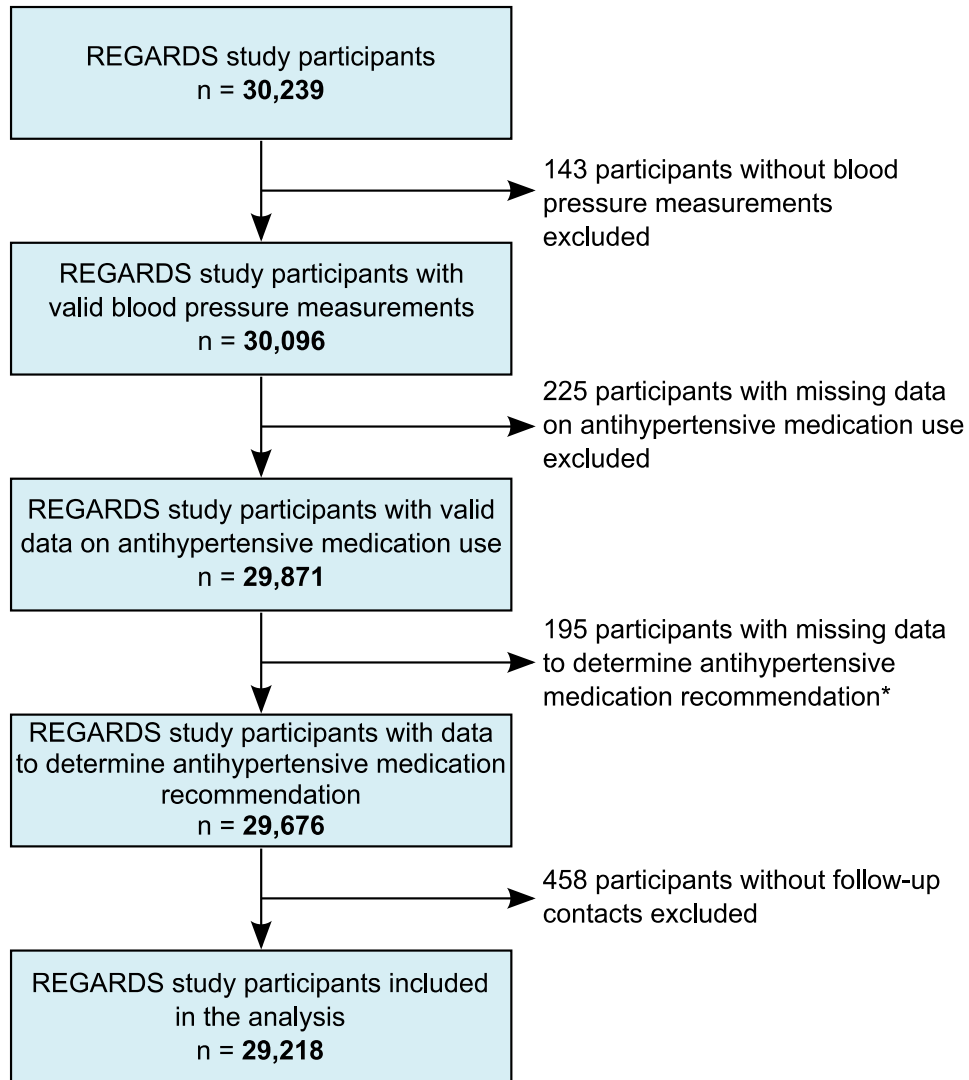 REGARDS study participants
n = 30,239
143 participants without blood
pressure measurements
excluded
REGARDS study participants with
valid blood pressure measurements
n = 30,096
225 participants with missing data
on antihypertensive medication use
excluded
REGARDS study participants with valid
data on antihypertensive medication use
n = 29,871
195 participants with missing data
to determine antihypertensive
medication recommendation*
REGARDS study participants with data
to determine antihypertensive medication
recommendation
n = 29,676
458 participants without follow-up
contacts excluded
REGARDS study participants included
in the analysis
n = 29,218